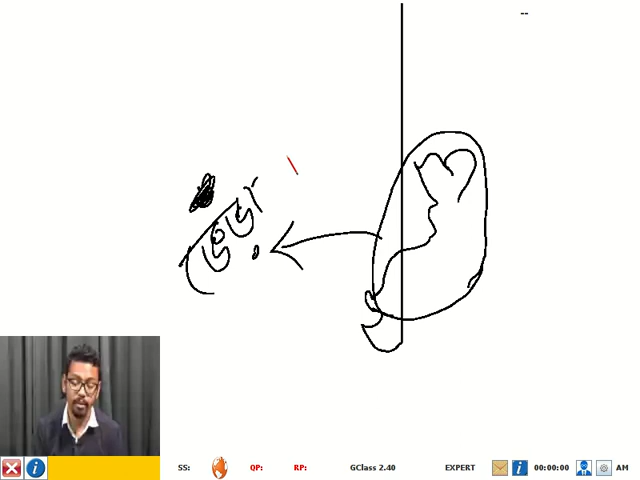 --
SS:
QP:
RP:
GClass 2.40
EXPERT
00:00:00
AM